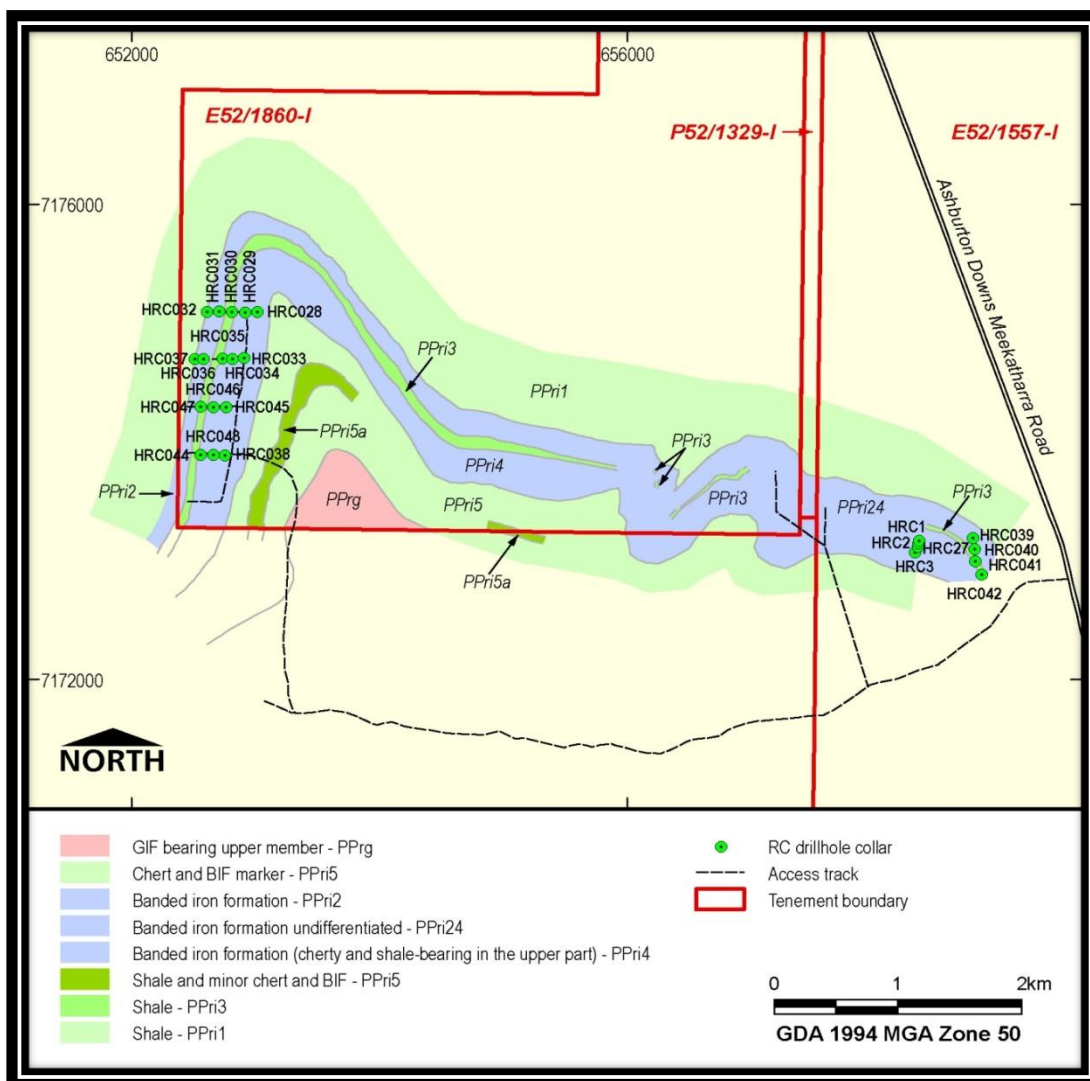 652000
656000
E52/1860-I
P52/1329-I
E52/1557-I
Ashburton Downs Meekatharra Road
7176000
HRC031
HRC030
HRC029
HRC032
HRC028
HRC035
HRC037
HRC033
HRC036
HRC034
HRC046
HRC047
HRC045
HRC043
HRC044
HRC038
PPri3
PPri1
PPri5a
PPri3
PPri4
PPri2
PPrg
PPri5
PPri3
PPri24
PPri3
PPri5a
HRC1
HRC2
HRC27
HRC3
HRC039
HRC040
HRC041
HRC042
7172000
NORTH
GIF bearing upper member - PPrg
Chert and BIF marker - PPri5
Banded iron formation - PPri2
Banded iron formation undifferentiated - PPri24
Banded iron formation (cherty and shale-bearing in the upper part) - PPri4
Shale and minor chert and BIF - PPri5
Shale - PPri3
Shale - PPri1
RC drillhole collar
Access track
Tenement boundary
0 1 2km
GDA 1994 MGA Zone 50